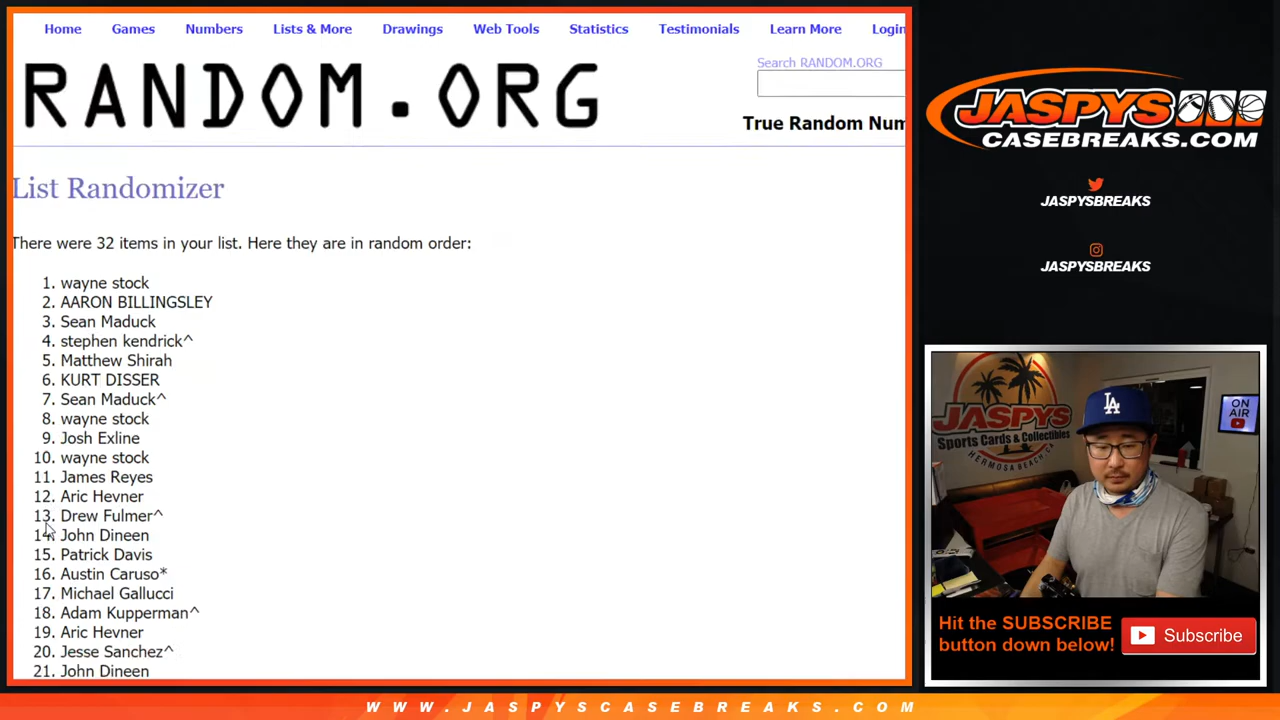 Home Games Numbers Lists & More Drawings Web Tools Statistics Testimonials Learn More Login
Search RANDOM.ORG
RANDOM.ORG
True Random Num
List Randomizer
There were 32 items in your list. Here they are in random order:
1. wayne stock
2. AARON BILLINGSLEY
3. Sean Maduck
4. stephen kendrick^
5. Matthew Shirah
6. KURT DISSER
7. Sean Maduck^
8. wayne stock
9. Josh Exline
10. wayne stock
11. James Reyes
12. Aric Hevner
13. Drew Fulmer^
14. John Dineen
15. Patrick Davis
16. Austin Caruso*
17. Michael Gallucci
18. Adam Kupperman^
19. Aric Hevner
20. Jesse Sanchez^
21. John Dineen
JASPYS
CASEBREAKS.COM
JASPYSBREAKS
JASPYSBREAKS
JASPYS
Sports Cards & Collectibles
HERMOSA BEACH, CA
LA
ON
AIR
Hit the SUBSCRIBE
button down below!
Subscribe
WWW.JASPYSCASEBREAKS.COM